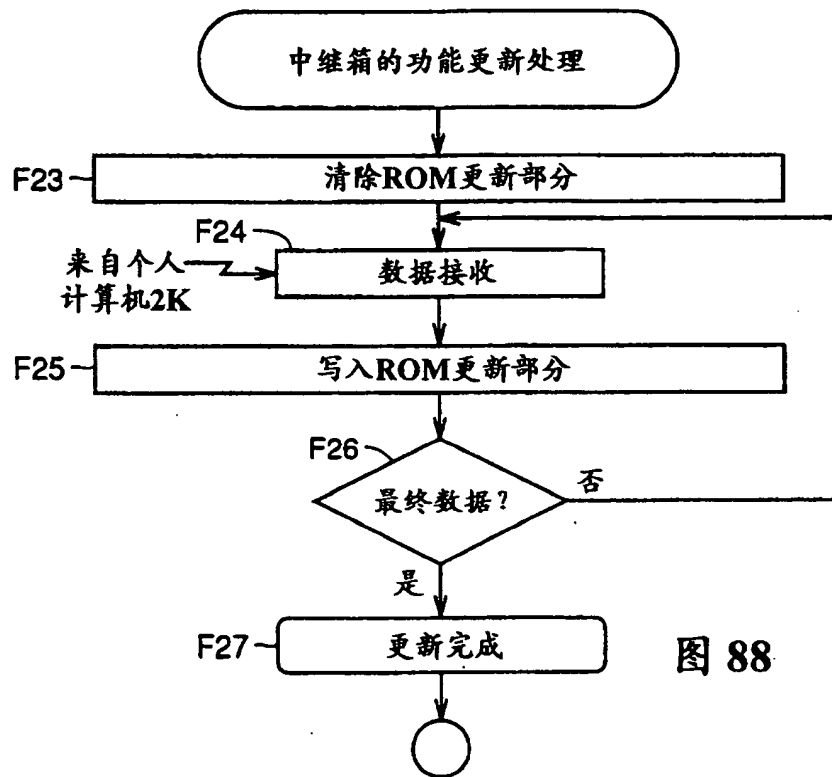 中继箱的功能更新处理
F23
清除ROM更新部分
F24
来自个人
计算机2K
数据接收
F25
写入ROM更新部分
F26
最终数据?
否
是
F27
更新完成
图 88